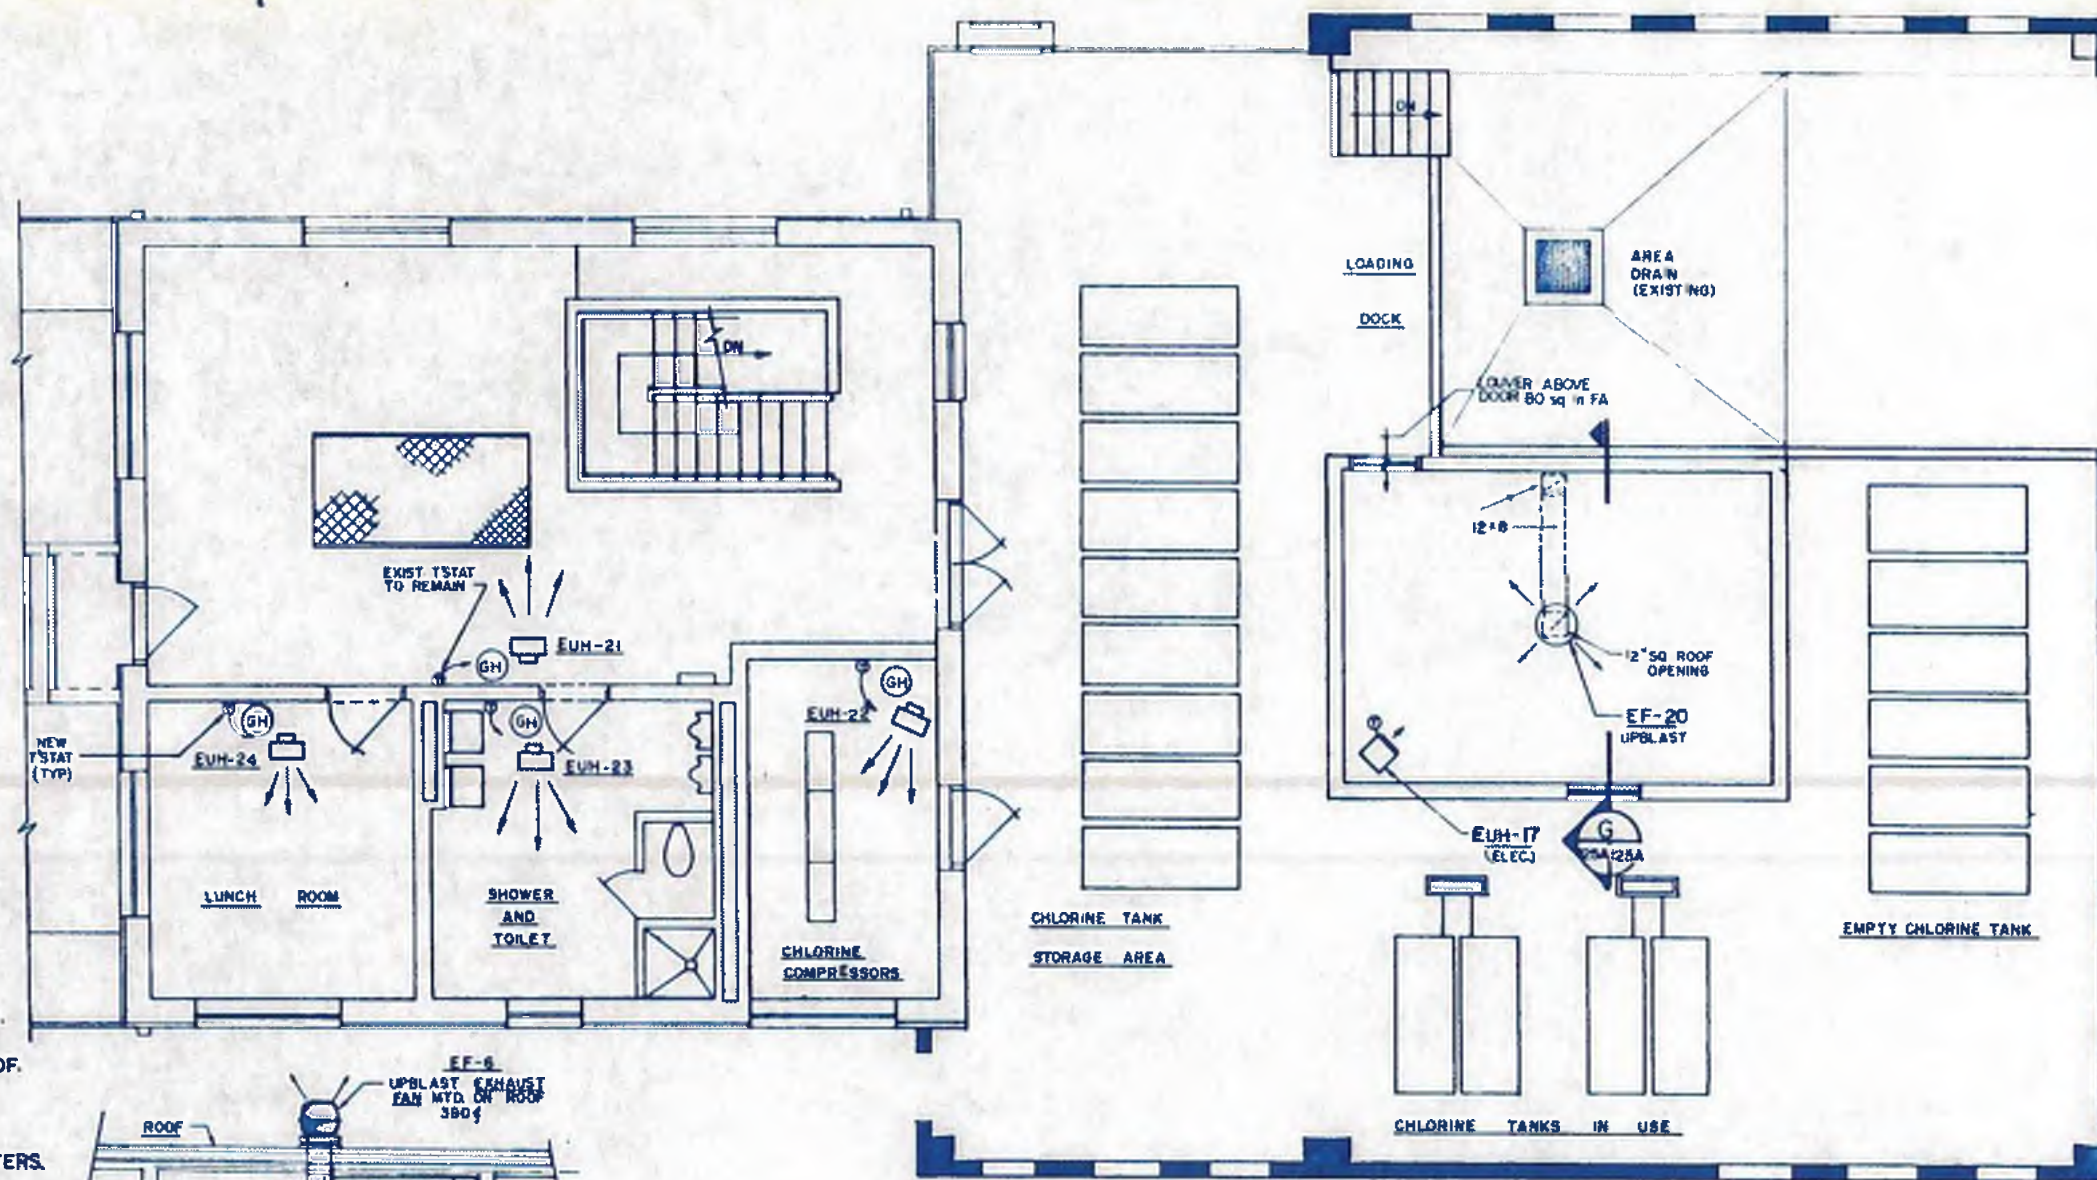 DN
LOADING
DOCK
AREA
DRAIN
(EXISTING)
DN
LOUVER ABOVE
DOOR 80 sq in FA
12"x8
EXIST T'STAT
TO REMAIN
EUH-21
GH
12" SQ ROOF
OPENING
EF-20
UPBLAST
NEW
T'STAT
(TYP)
GH
EUH-24
GH
EUH-23
GH
EUH-22
T
EUH-17
(ELEC.)
G
25A 25A
LUNCH ROOM
SHOWER
AND
TOILET
CHLORINE
COMPRESSORS
CHLORINE TANK
STORAGE AREA
EMPTY CHLORINE TANK
CHLORINE TANKS IN USE
OF.
TERS.
EF-6
UPBLAST EXHAUST
FAN MTD. ON ROOF
ROOF